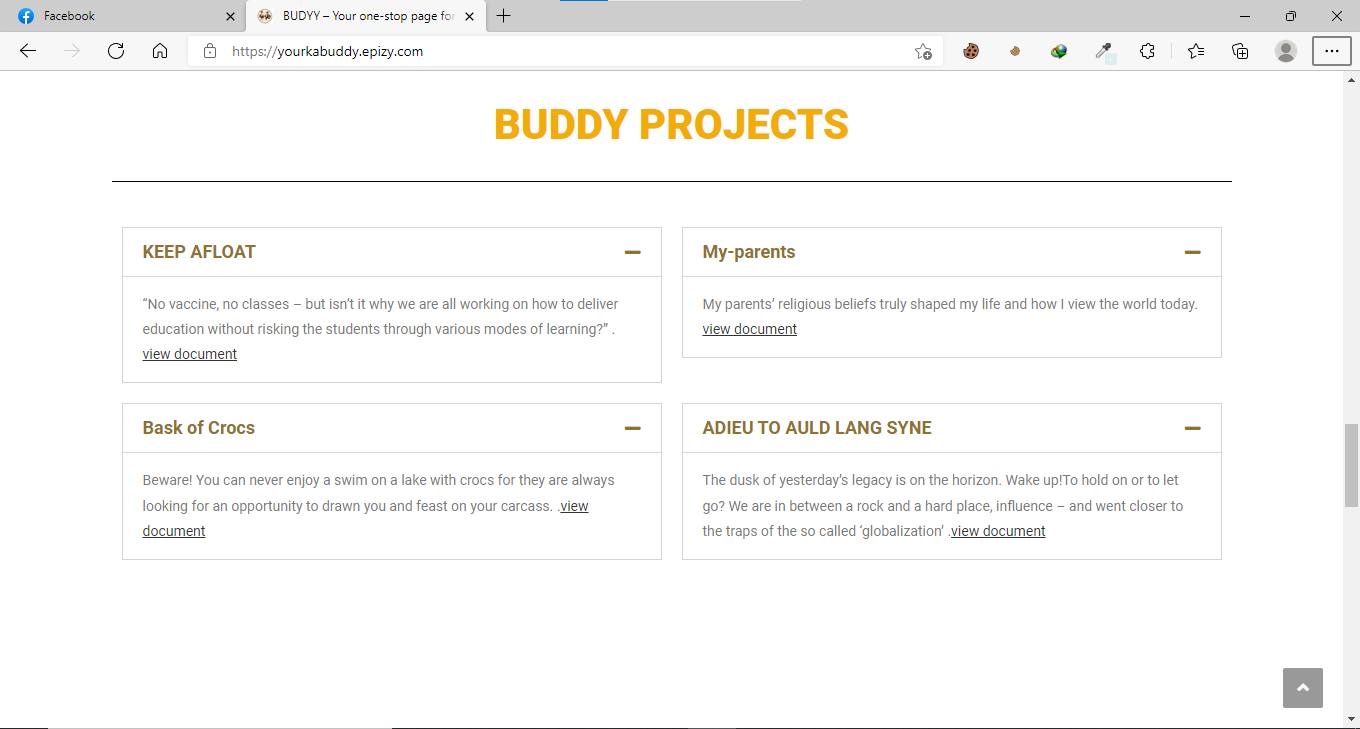 Facebook
BUDYY – Your one-stop page for
https://yourkabuddy.epizy.com
BUDDY PROJECTS
KEEP AFLOAT
“No vaccine, no classes – but isn’t it why we are all working on how to deliver
education without risking the students through various modes of learning?” .
view document
My-parents
My parents’ religious beliefs truly shaped my life and how I view the world today.
view document
Bask of Crocs
Beware! You can never enjoy a swim on a lake with crocs for they are always
looking for an opportunity to drawn you and feast on your carcass. .view
document
ADIEU TO AULD LANG SYNE
The dusk of yesterday’s legacy is on the horizon. Wake up!To hold on or to let
go? We are in between a rock and a hard place, influence – and went closer to
the traps of the so called ‘globalization’ .view document